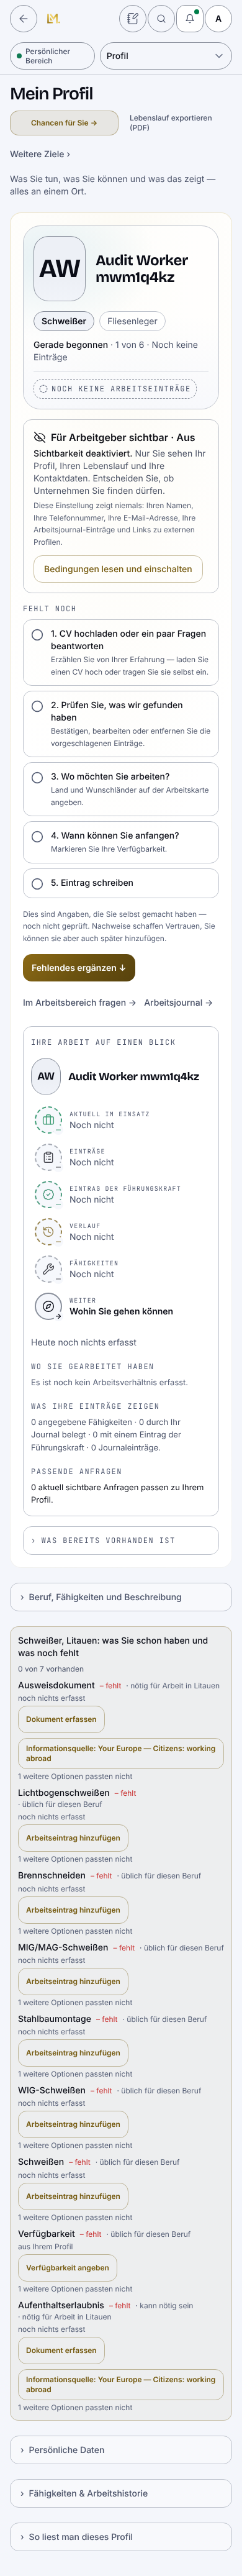 A
Persönlicher
Bereich
Profil
Mein Profil
Chancen für Sie →
Lebenslauf exportieren
(PDF)
Weitere Ziele ›
Was Sie tun, was Sie können und was das zeigt —
alles an einem Ort.
AW
Audit Worker
mwm1q4kz
Schweißer
Fliesenleger
Gerade begonnen · 1 von 6 · Noch keine
Einträge
NOCH KEINE ARBEITSEINTRÄGE
Für Arbeitgeber sichtbar · Aus
Sichtbarkeit deaktiviert. Nur Sie sehen Ihr
Profil, Ihren Lebenslauf und Ihre
Kontaktdaten. Entscheiden Sie, ob
Unternehmen Sie finden dürfen.
Diese Einstellung zeigt niemals: Ihren Namen,
Ihre Telefonnummer, Ihre E-Mail-Adresse, Ihre
Arbeitsjournal-Einträge und Links zu externen
Profilen.
Bedingungen lesen und einschalten
FEHLT NOCH
1. CV hochladen oder ein paar Fragen
beantworten
Erzählen Sie von Ihrer Erfahrung — laden Sie
einen CV hoch oder tragen Sie sie selbst ein.
2. Prüfen Sie, was wir gefunden
haben
Bestätigen, bearbeiten oder entfernen Sie die
vorgeschlagenen Einträge.
3. Wo möchten Sie arbeiten?
Land und Wunschländer auf der Arbeitskarte
angeben.
4. Wann können Sie anfangen?
Markieren Sie Ihre Verfügbarkeit.
5. Eintrag schreiben
Dies sind Angaben, die Sie selbst gemacht haben —
noch nicht geprüft. Nachweise schaffen Vertrauen, Sie
können sie aber auch später hinzufügen.
Fehlendes ergänzen ↓
Im Arbeitsbereich fragen →
Arbeitsjournal →
IHRE ARBEIT AUF EINEN BLICK
AW
Audit Worker mwm1q4kz
AKTUELL IM EINSATZ
Noch nicht
EINTRÄGE
Noch nicht
EINTRAG DER FÜHRUNGSKRAFT
Noch nicht
VERLAUF
Noch nicht
FÄHIGKEITEN
Noch nicht
WEITER
Wohin Sie gehen können
Heute noch nichts erfasst
WO SIE GEARBEITET HABEN
Es ist noch kein Arbeitsverhältnis erfasst.
WAS IHRE EINTRÄGE ZEIGEN
0 angegebene Fähigkeiten · 0 durch Ihr
Journal belegt · 0 mit einem Eintrag der
Führungskraft · 0 Journaleinträge.
PASSENDE ANFRAGEN
0 aktuell sichtbare Anfragen passen zu Ihrem
Profil.
› WAS BEREITS VORHANDEN IST
› Beruf, Fähigkeiten und Beschreibung
Schweißer, Litauen: was Sie schon haben und
was noch fehlt
0 von 7 vorhanden
Ausweisdokument – fehlt · nötig für Arbeit in Litauen
noch nichts erfasst
Dokument erfassen
Informationsquelle: Your Europe — Citizens: working
abroad
1 weitere Optionen passten nicht
Lichtbogenschweißen – fehlt
· üblich für diesen Beruf
noch nichts erfasst
Arbeitseintrag hinzufügen
1 weitere Optionen passten nicht
Brennschneiden – fehlt · üblich für diesen Beruf
noch nichts erfasst
Arbeitseintrag hinzufügen
1 weitere Optionen passten nicht
MIG/MAG-Schweißen – fehlt · üblich für diesen Beruf
noch nichts erfasst
Arbeitseintrag hinzufügen
1 weitere Optionen passten nicht
Stahlbaumontage – fehlt · üblich für diesen Beruf
noch nichts erfasst
Arbeitseintrag hinzufügen
1 weitere Optionen passten nicht
WIG-Schweißen – fehlt · üblich für diesen Beruf
noch nichts erfasst
Arbeitseintrag hinzufügen
1 weitere Optionen passten nicht
Schweißen – fehlt · üblich für diesen Beruf
noch nichts erfasst
Arbeitseintrag hinzufügen
1 weitere Optionen passten nicht
Verfügbarkeit – fehlt · üblich für diesen Beruf
aus Ihrem Profil
Verfügbarkeit angeben
1 weitere Optionen passten nicht
Aufenthaltserlaubnis – fehlt · kann nötig sein
· nötig für Arbeit in Litauen
noch nichts erfasst
Dokument erfassen
Informationsquelle: Your Europe — Citizens: working
abroad
1 weitere Optionen passten nicht
› Persönliche Daten
› Fähigkeiten & Arbeitshistorie
› So liest man dieses Profil